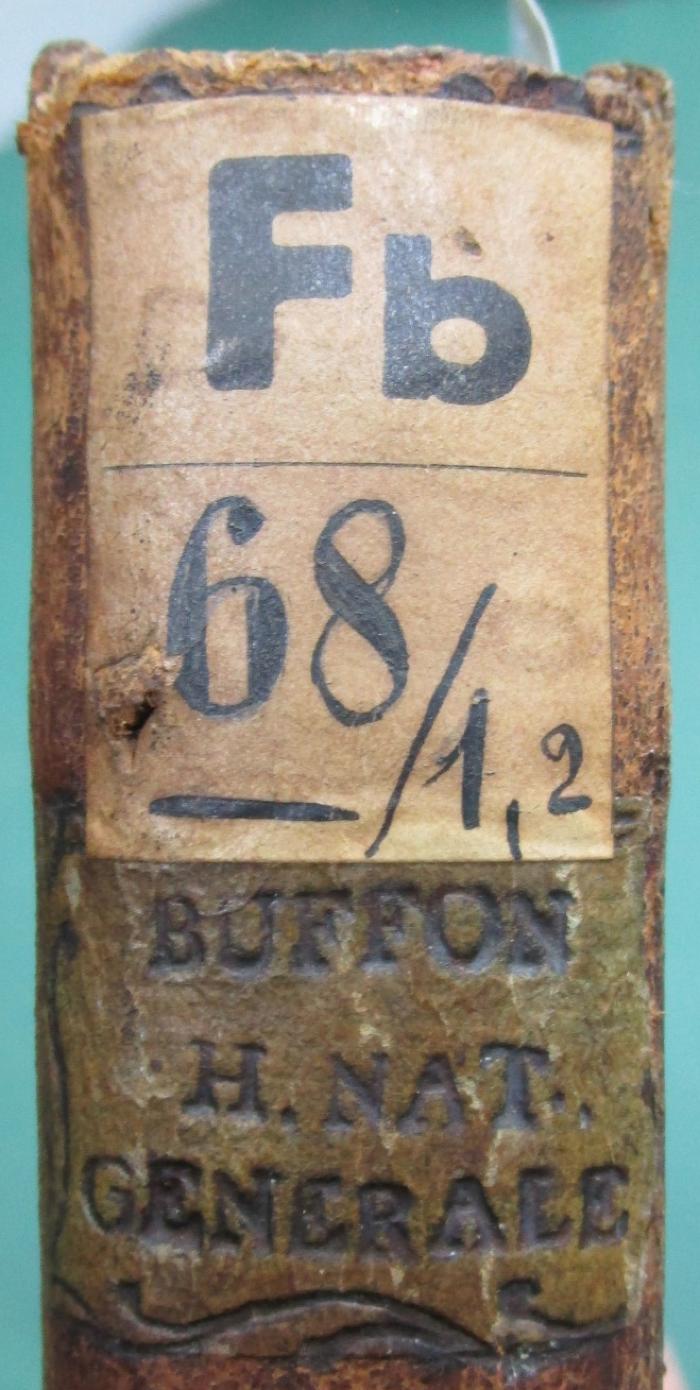 Fb
68/1,2
BUFFON
H. NAT.
GENERALE